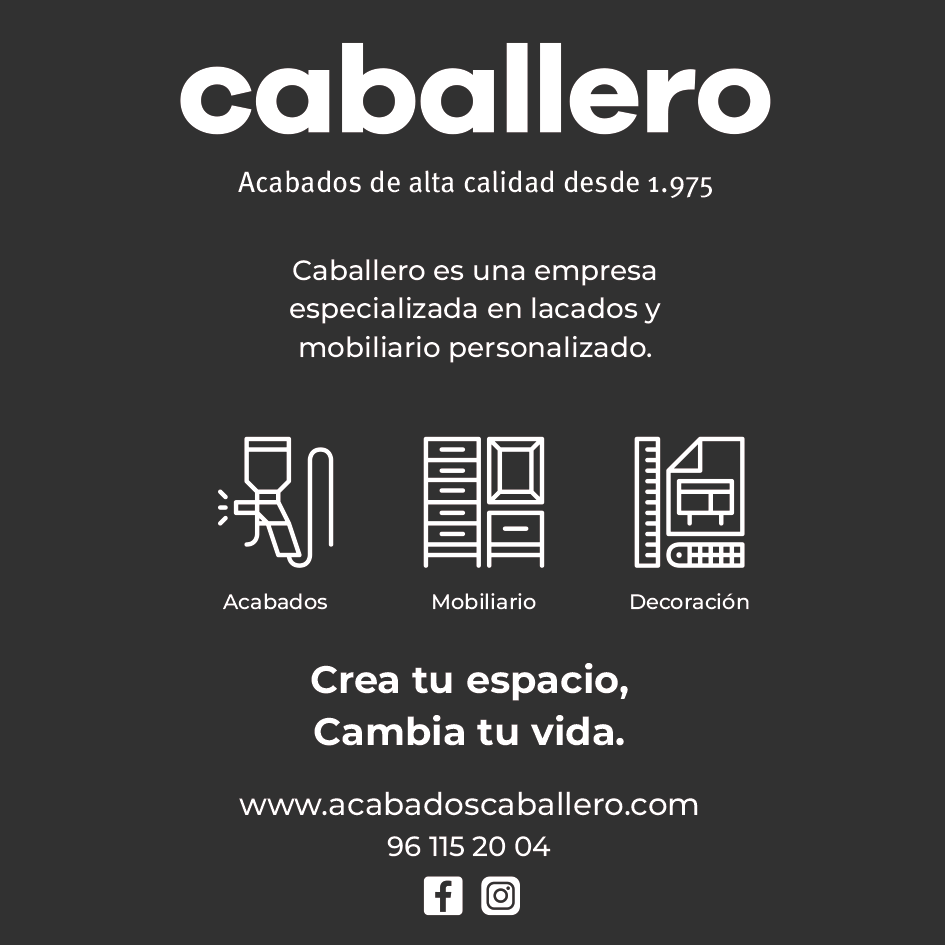 caballero
Acabados de alta calidad desde 1.975
Caballero es una empresa
especializada en lacados y
mobiliario personalizado.
Acabados Mobiliario Decoración
Crea tu espacio,
Cambia tu vida.
www.acabadoscaballero.com
96 115 20 04